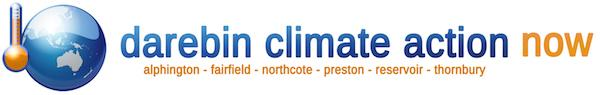 darebin climate action now
alphington - fairfield - northcote - preston - reservoir - thornbury